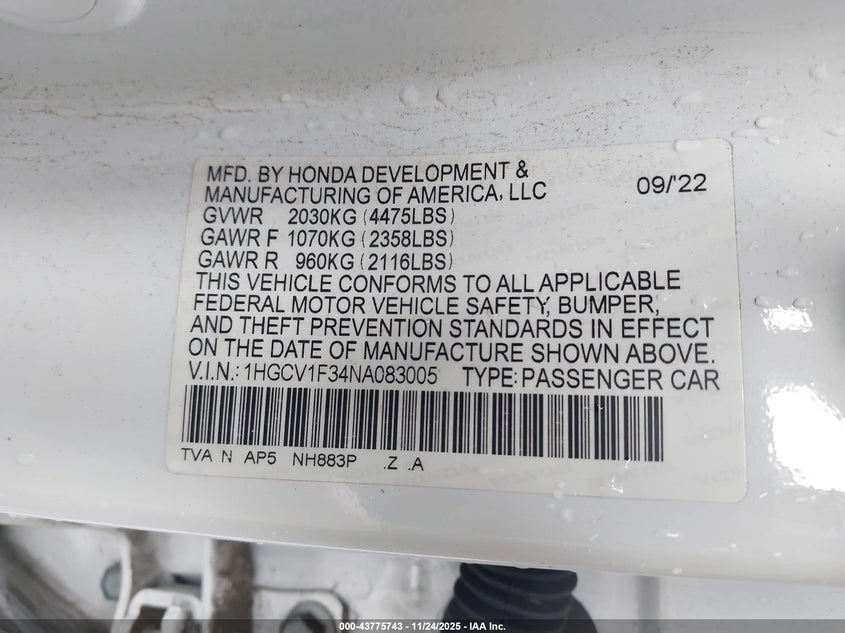 MFD. BY HONDA DEVELOPMENT &
MANUFACTURING OF AMERICA, LLC 09/'22
GVWR 2030KG (4475LBS)
GAWR F 1070KG (2358LBS)
GAWR R 960KG (2116LBS)
THIS VEHICLE CONFORMS TO ALL APPLICABLE
FEDERAL MOTOR VEHICLE SAFETY, BUMPER,
AND THEFT PREVENTION STANDARDS IN EFFECT
ON THE DATE OF MANUFACTURE SHOWN ABOVE.
V.I.N.: 1HGCV1F34NA083005 TYPE: PASSENGER CAR
TVA N AP5 NH883P .Z .A
000-43775743 - 11/24/2025 - IAA Inc.